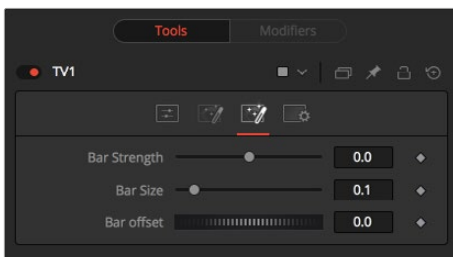 Tools Modifiers
TV1
Bar Strength 0.0
Bar Size 0.1
Bar offset 0.0